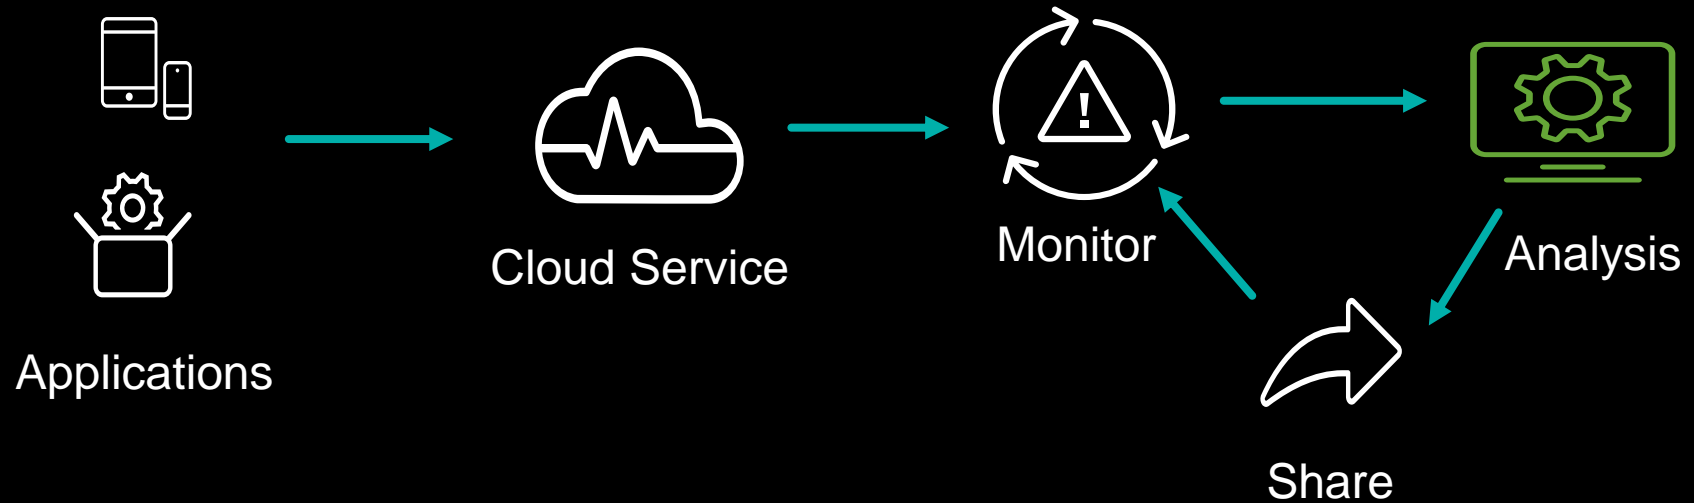 Applications
Cloud Service
!
Monitor
Analysis
Share